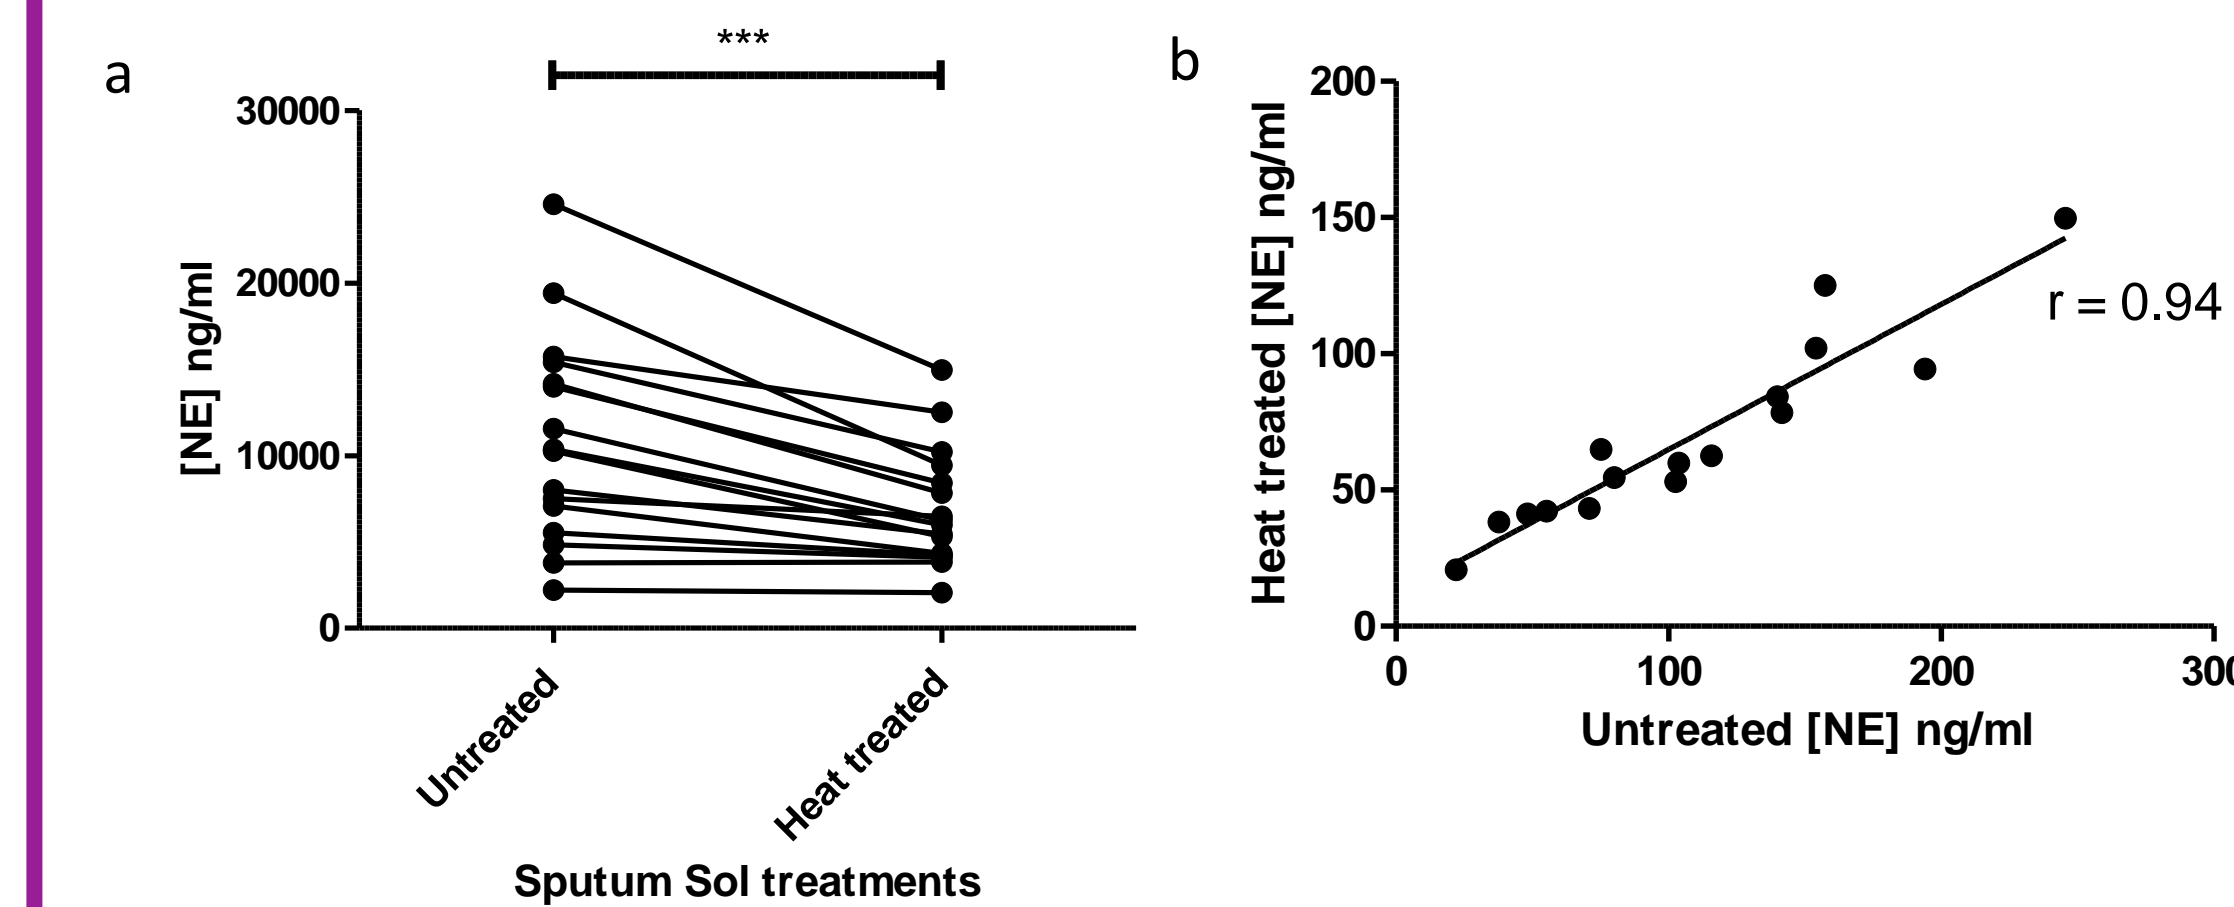 a
***
30000
20000
10000
0
[NE] ng/ml
Untreated
Heat treated
Sputum Sol treatments
b
200
150
100
50
0
Heat treated [NE] ng/ml
r = 0.94
0
100
200
300
Untreated [NE] ng/ml